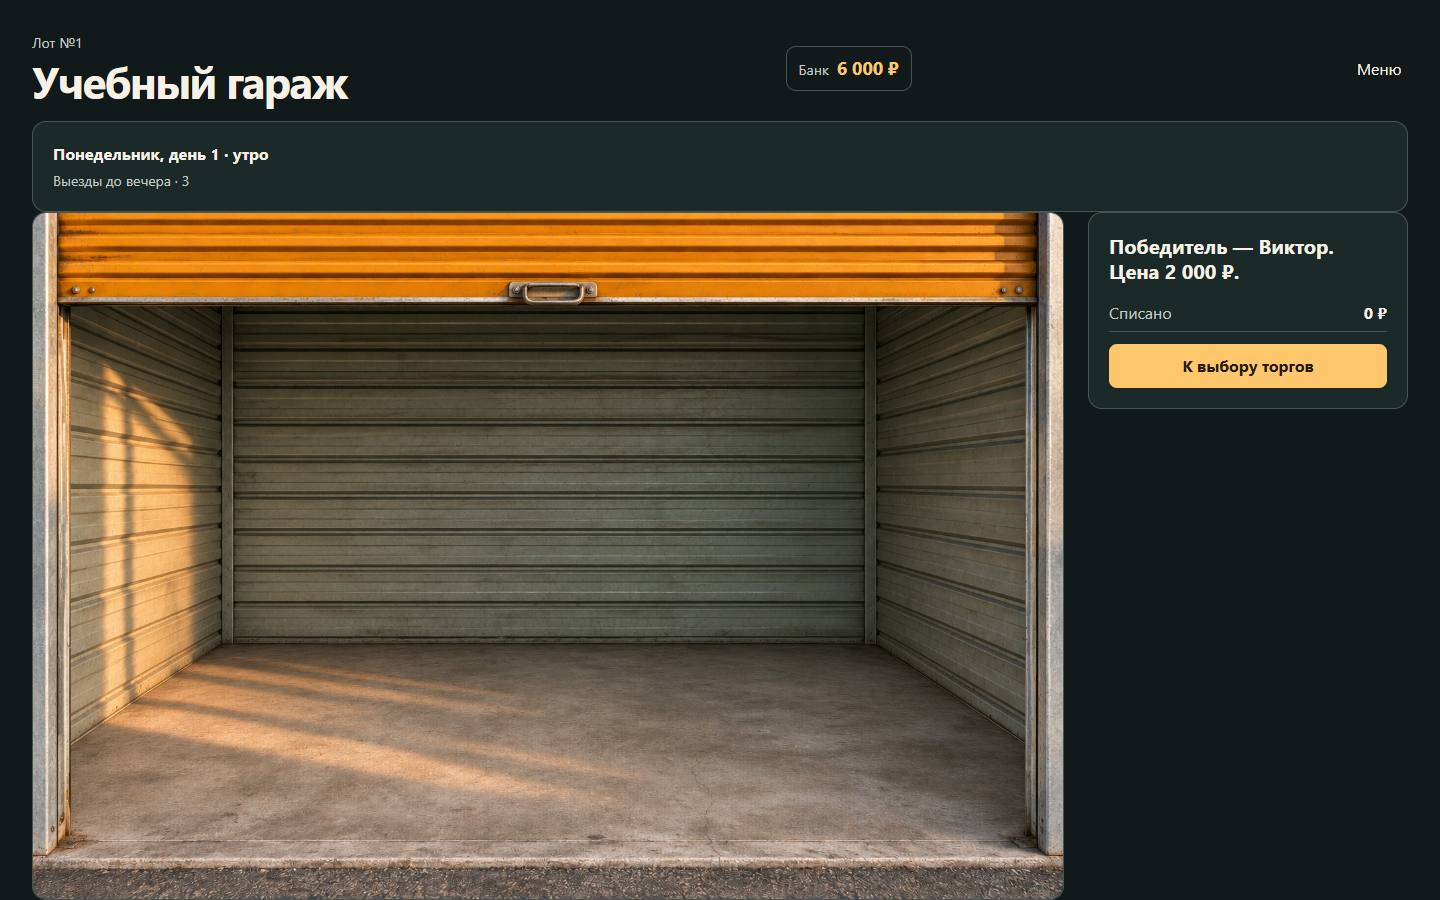 Лот №1
Учебный гараж
Банк 6 000 ₽
Меню
Понедельник, день 1 · утро
Выезды до вечера · 3
Победитель — Виктор.
Цена 2 000 ₽.
Списано 0 ₽
К выбору торгов